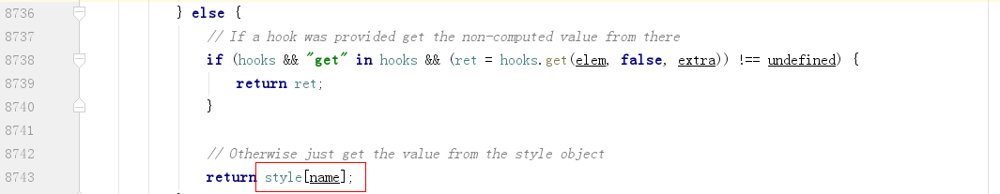 8736 } else {
8737 // If a hook was provided get the non-computed value from there
8738 if (hooks && "get" in hooks && (ret = hooks.get(elem, false, extra)) !== undefined) {
8739 return ret;
8740 }
8741
8742 // Otherwise just get the value from the style object
8743 return style[name];